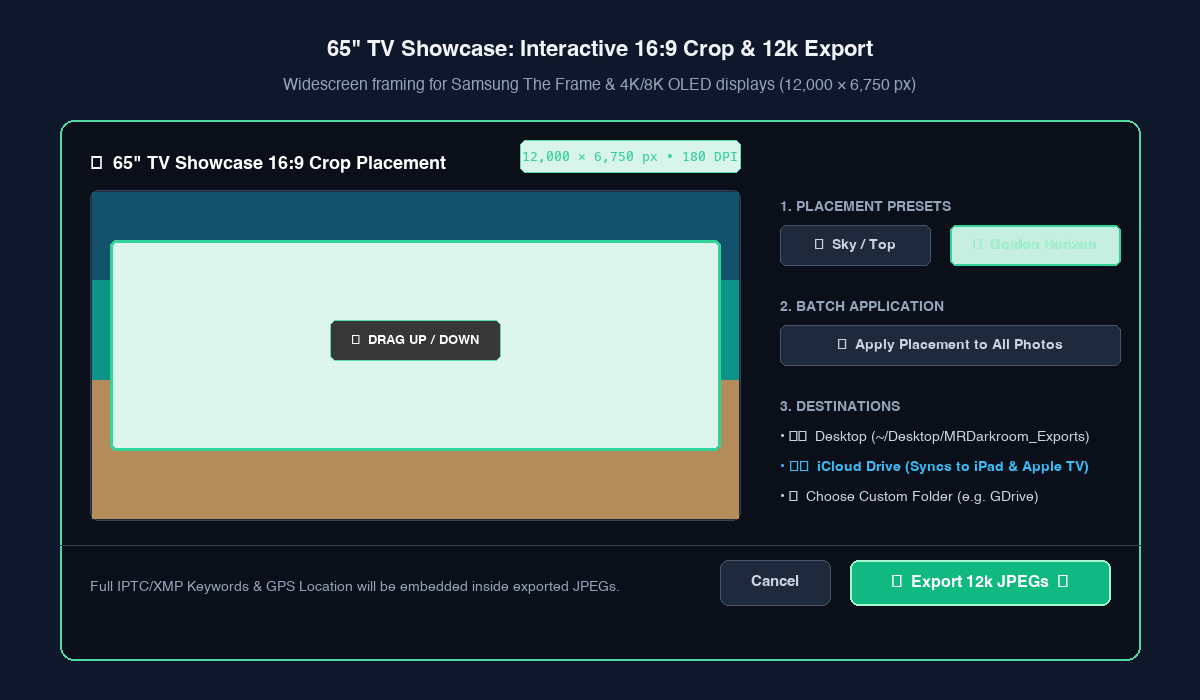 65" TV Showcase: Interactive 16:9 Crop & 12k Export
Widescreen framing for Samsung The Frame & 4K/8K OLED displays (12,000 × 6,750 px)
65" TV Showcase 16:9 Crop Placement
12,000 × 6,750 px • 180 DPI
DRAG UP / DOWN
1. PLACEMENT PRESETS
Sky / Top
Golden Horizon
2. BATCH APPLICATION
Apply Placement to All Photos
3. DESTINATIONS
• Desktop (~/Desktop/MRDarkroom_Exports)
• iCloud Drive (Syncs to iPad & Apple TV)
• Choose Custom Folder (e.g. GDrive)
Full IPTC/XMP Keywords & GPS Location will be embedded inside exported JPEGs.
Cancel
Export 12k JPEGs